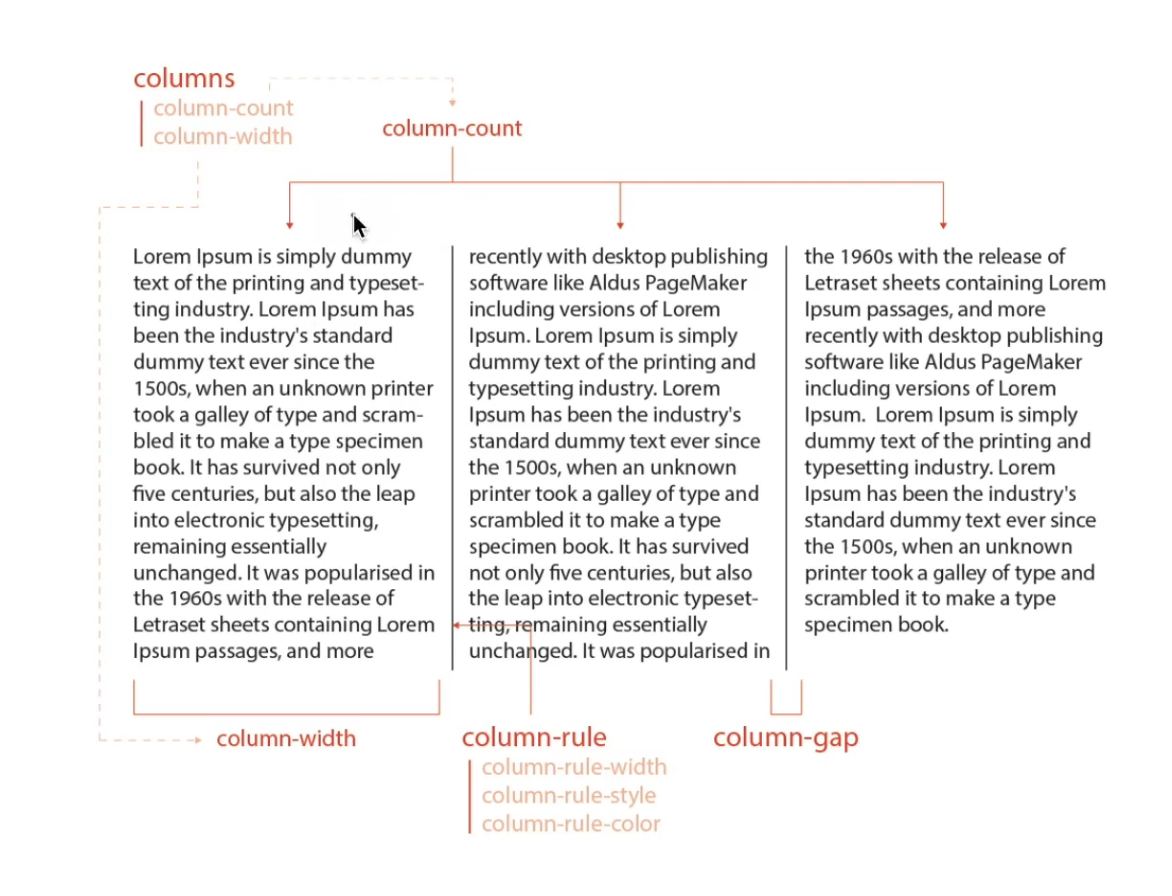 columns
column-count
column-width
column-count
Lorem Ipsum is simply dummy
text of the printing and typeset-
ting industry. Lorem Ipsum has
been the industry's standard
dummy text ever since the
1500s, when an unknown printer
took a galley of type and scram-
bled it to make a type specimen
book. It has survived not only
five centuries, but also the leap
into electronic typesetting,
remaining essentially
unchanged. It was popularised in
the 1960s with the release of
Letraset sheets containing Lorem
Ipsum passages, and more
recently with desktop publishing
software like Aldus PageMaker
including versions of Lorem
Ipsum. Lorem Ipsum is simply
dummy text of the printing and
typesetting industry. Lorem
Ipsum has been the industry's
standard dummy text ever since
the 1500s, when an unknown
printer took a galley of type and
scrambled it to make a type
specimen book. It has survived
not only five centuries, but also
the leap into electronic typeset-
ting, remaining essentially
unchanged. It was popularised in
the 1960s with the release of
Letraset sheets containing Lorem
Ipsum passages, and more
recently with desktop publishing
software like Aldus PageMaker
including versions of Lorem
Ipsum.  Lorem Ipsum is simply
dummy text of the printing and
typesetting industry. Lorem
Ipsum has been the industry's
standard dummy text ever since
the 1500s, when an unknown
printer took a galley of type and
scrambled it to make a type
specimen book.
column-width
column-rule
column-rule-width
column-rule-style
column-rule-color
column-gap